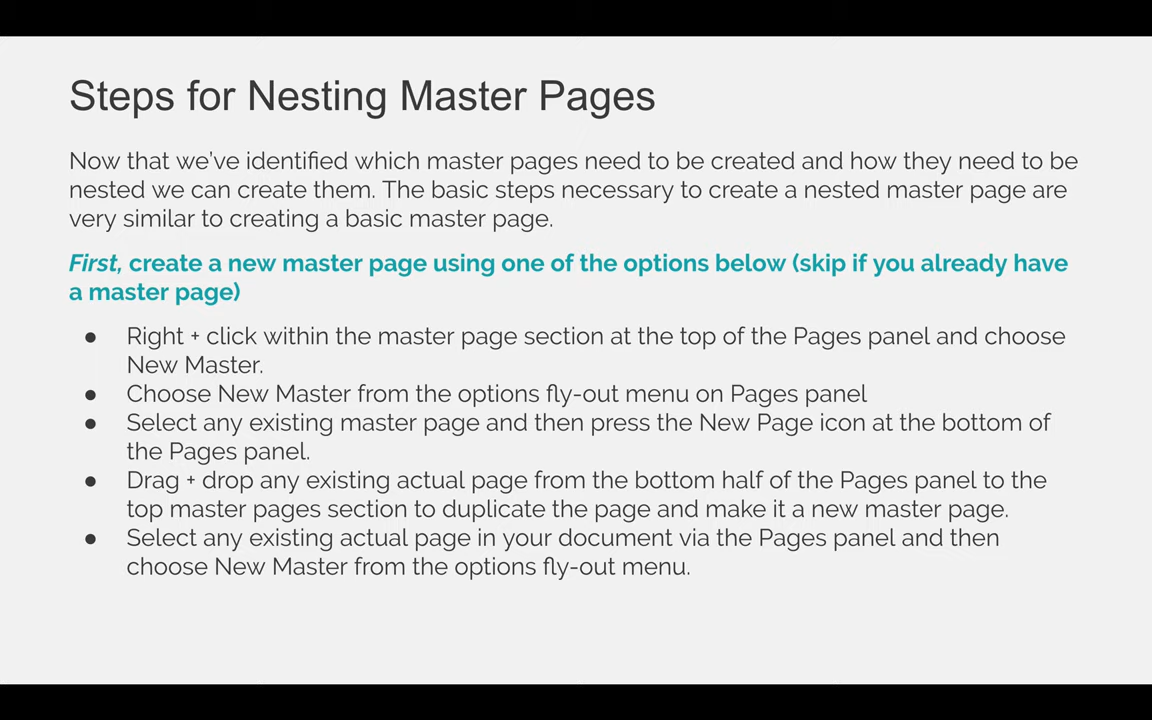 Steps for Nesting Master Pages
Now that we've identified which master pages need to be created and how they need to be
nested we can create them. The basic steps necessary to create a nested master page are
very similar to creating a basic master page.
First, create a new master page using one of the options below (skip if you already have
a master page)
● Right + click within the master page section at the top of the Pages panel and choose
New Master.
● Choose New Master from the options fly-out menu on Pages panel
● Select any existing master page and then press the New Page icon at the bottom of
the Pages panel.
● Drag + drop any existing actual page from the bottom half of the Pages panel to the
top master pages section to duplicate the page and make it a new master page.
● Select any existing actual page in your document via the Pages panel and then
choose New Master from the options fly-out menu.